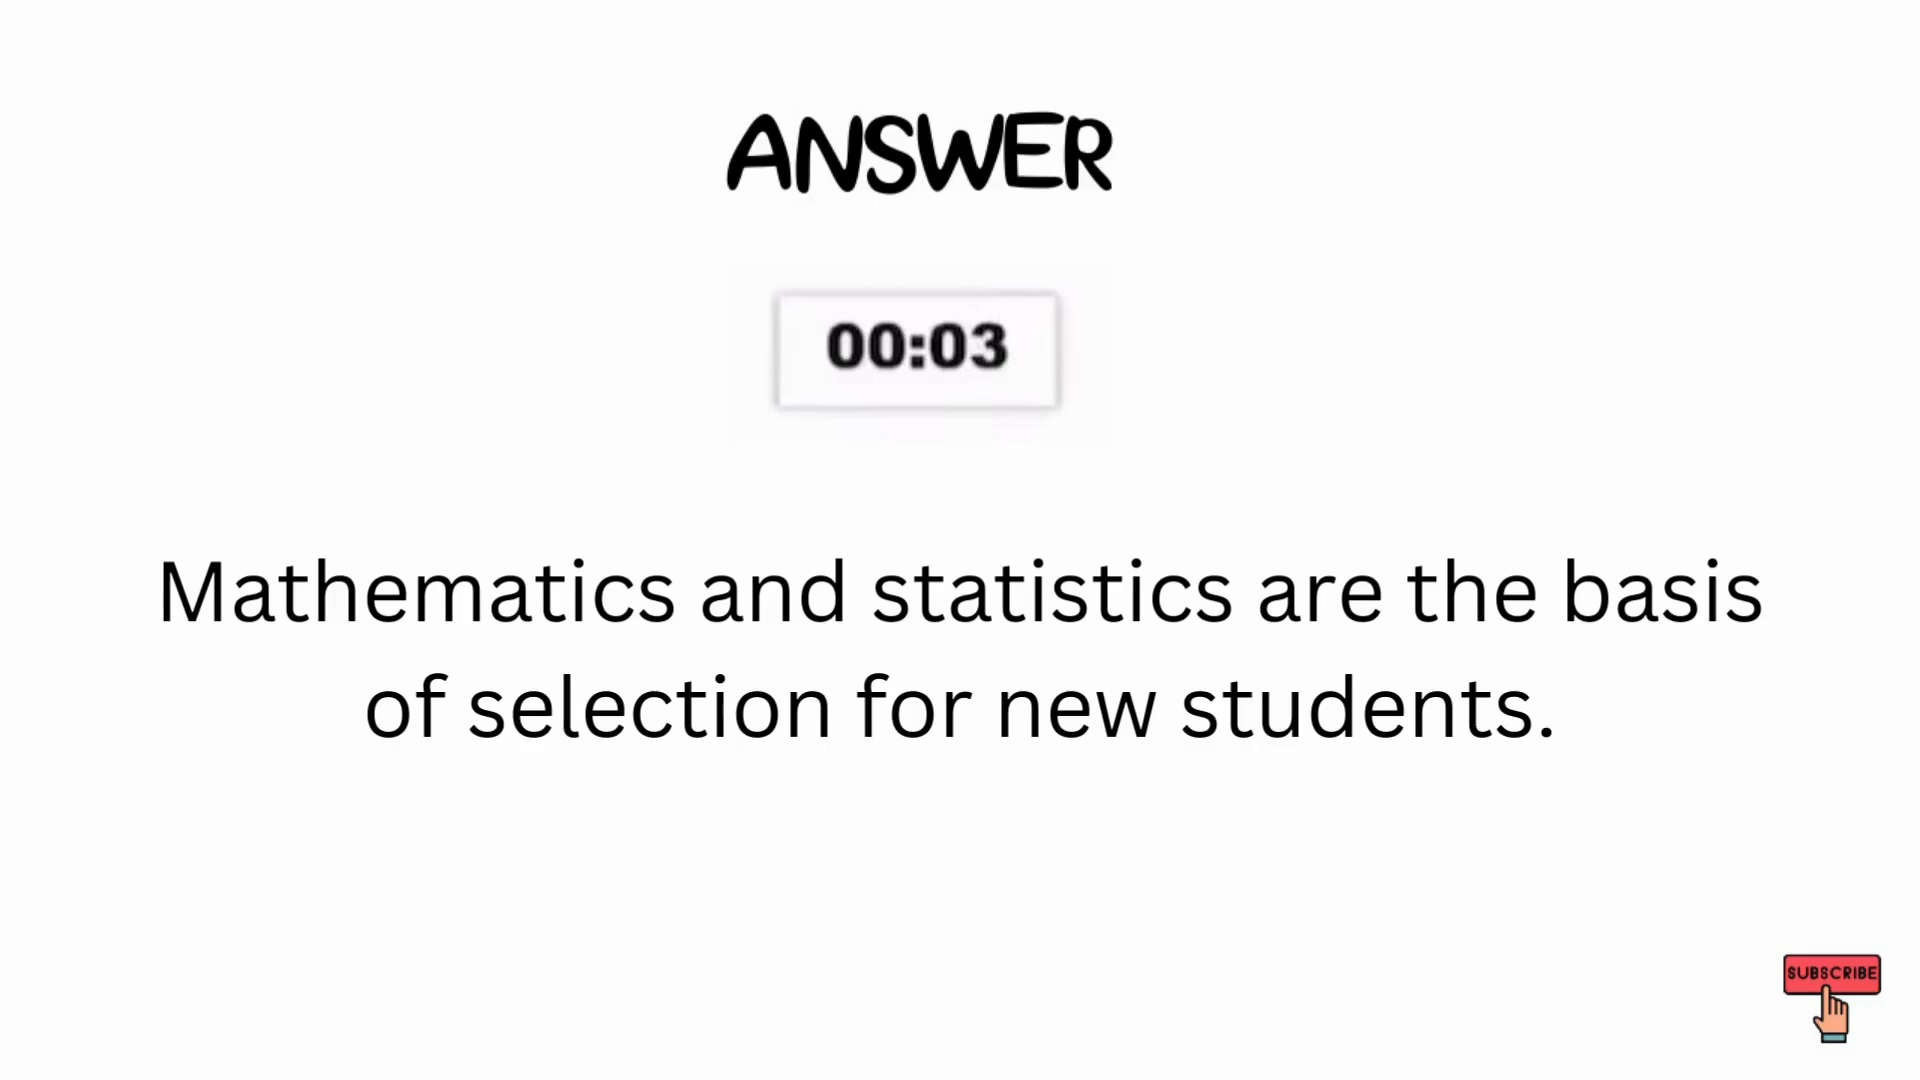 ANSWER
00:03
Mathematics and statistics are the basis
of selection for new students.
SUBSCRIBE